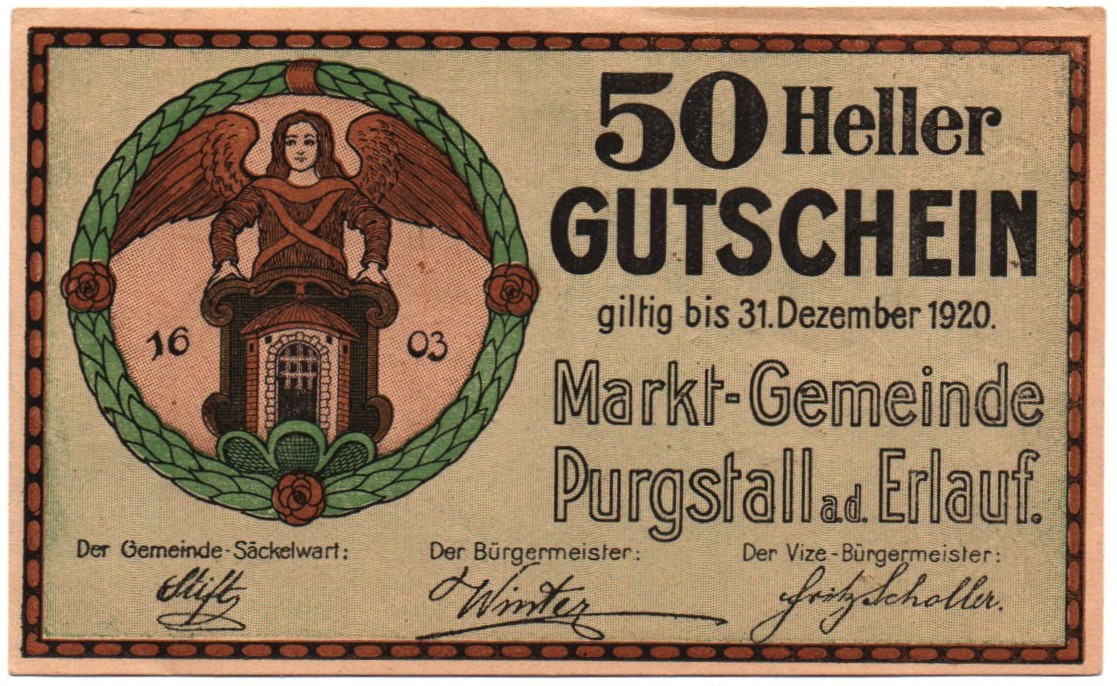 50 Heller
GUTSCHEIN
giltig bis 31. Dezember 1920.
Markt-Gemeinde
Purgstall a.d. Erlauf.
16 03
Der Gemeinde-Säckelwart: Der Bürgermeister: Der Vize-Bürgermeister:
Stift Winter Fritz Scholler.